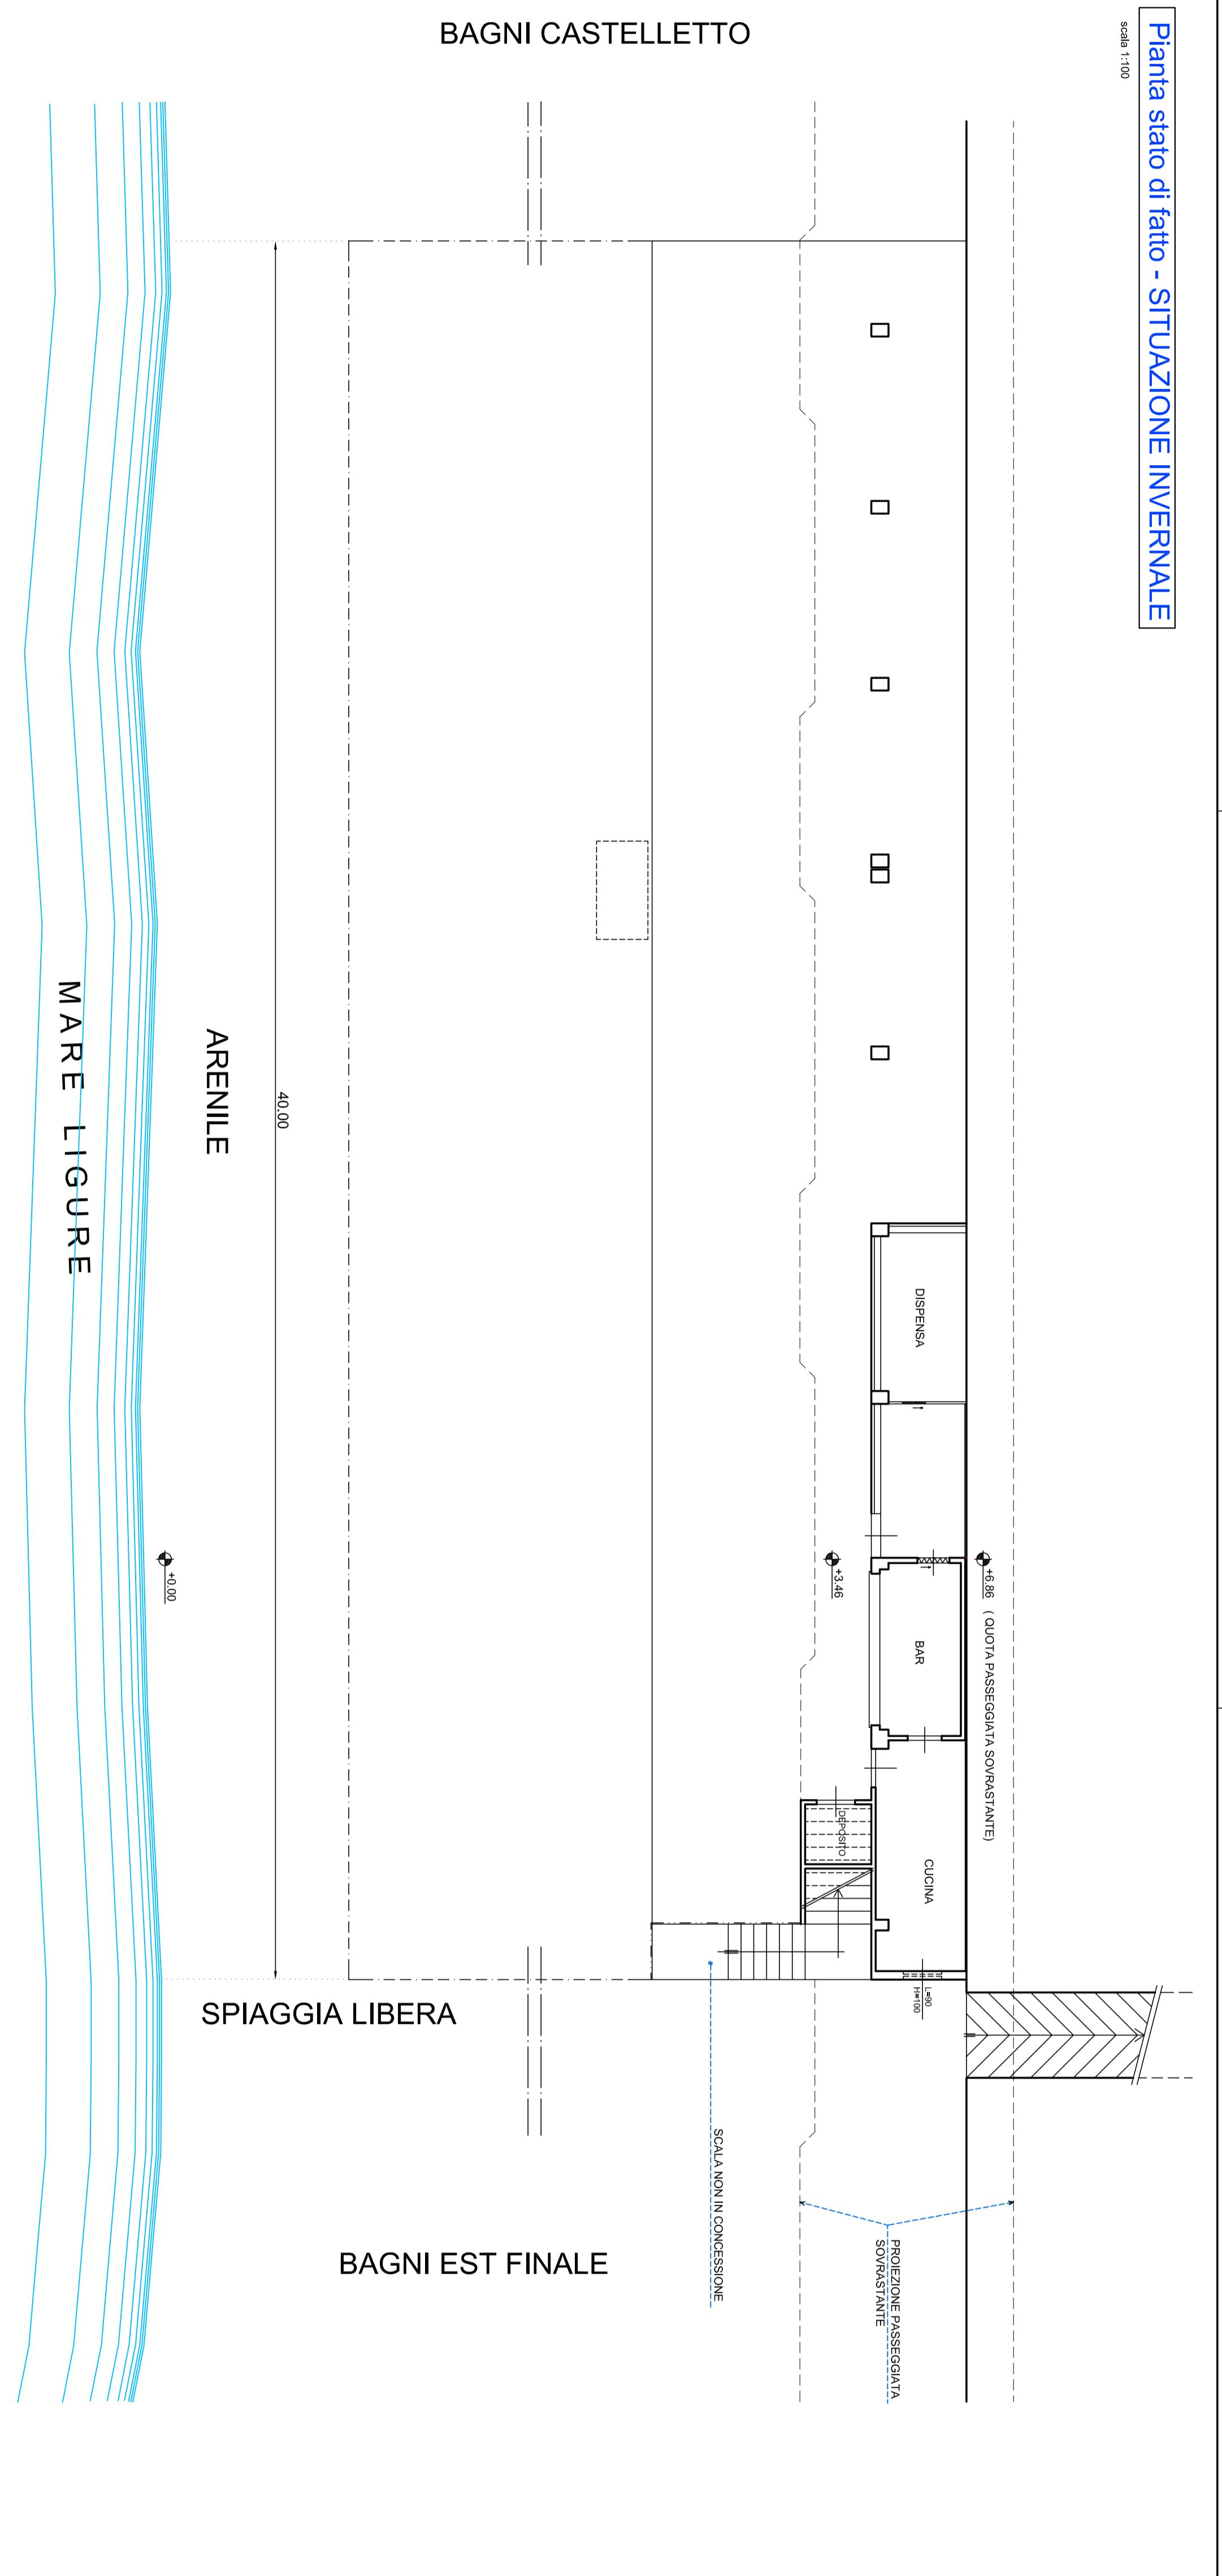 Pianta stato di fatto - SITUAZIONE INVERNALE
scala 1:100
BAGNI CASTELLETTO
DISPENSA
BAR
CUCINA
DEPOSITO
+6.86 ( QUOTA PASSEGGIATA SOVRASTANTE)
+3.46
+0.00
L=90
H=100
40.00
ARENILE
MARE LIGURE
SPIAGGIA LIBERA
SCALA NON IN CONCESSIONE
PROIEZIONE PASSEGGIATA
SOVRASTANTE
BAGNI EST FINALE